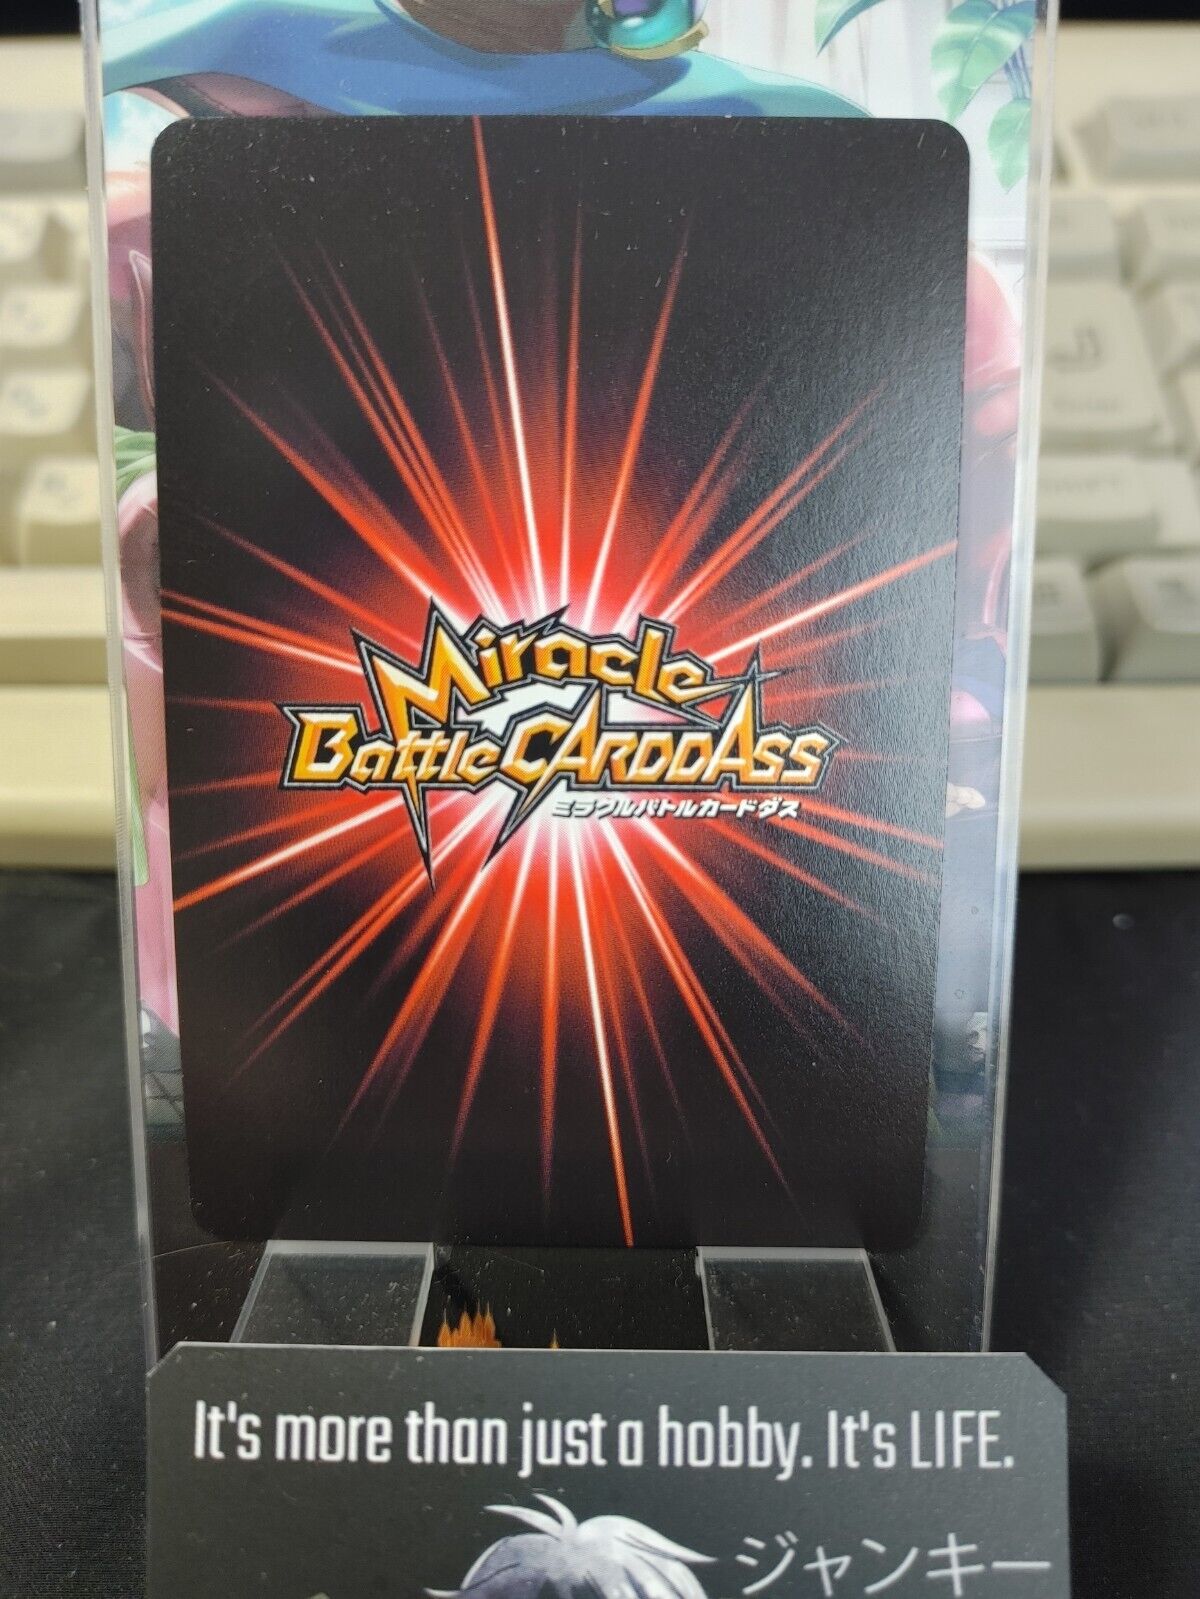 Miracle
Battle CARDDASS
ミラクルバトルカードダス
It's more than just a hobby. It's LIFE.
ジャンキー